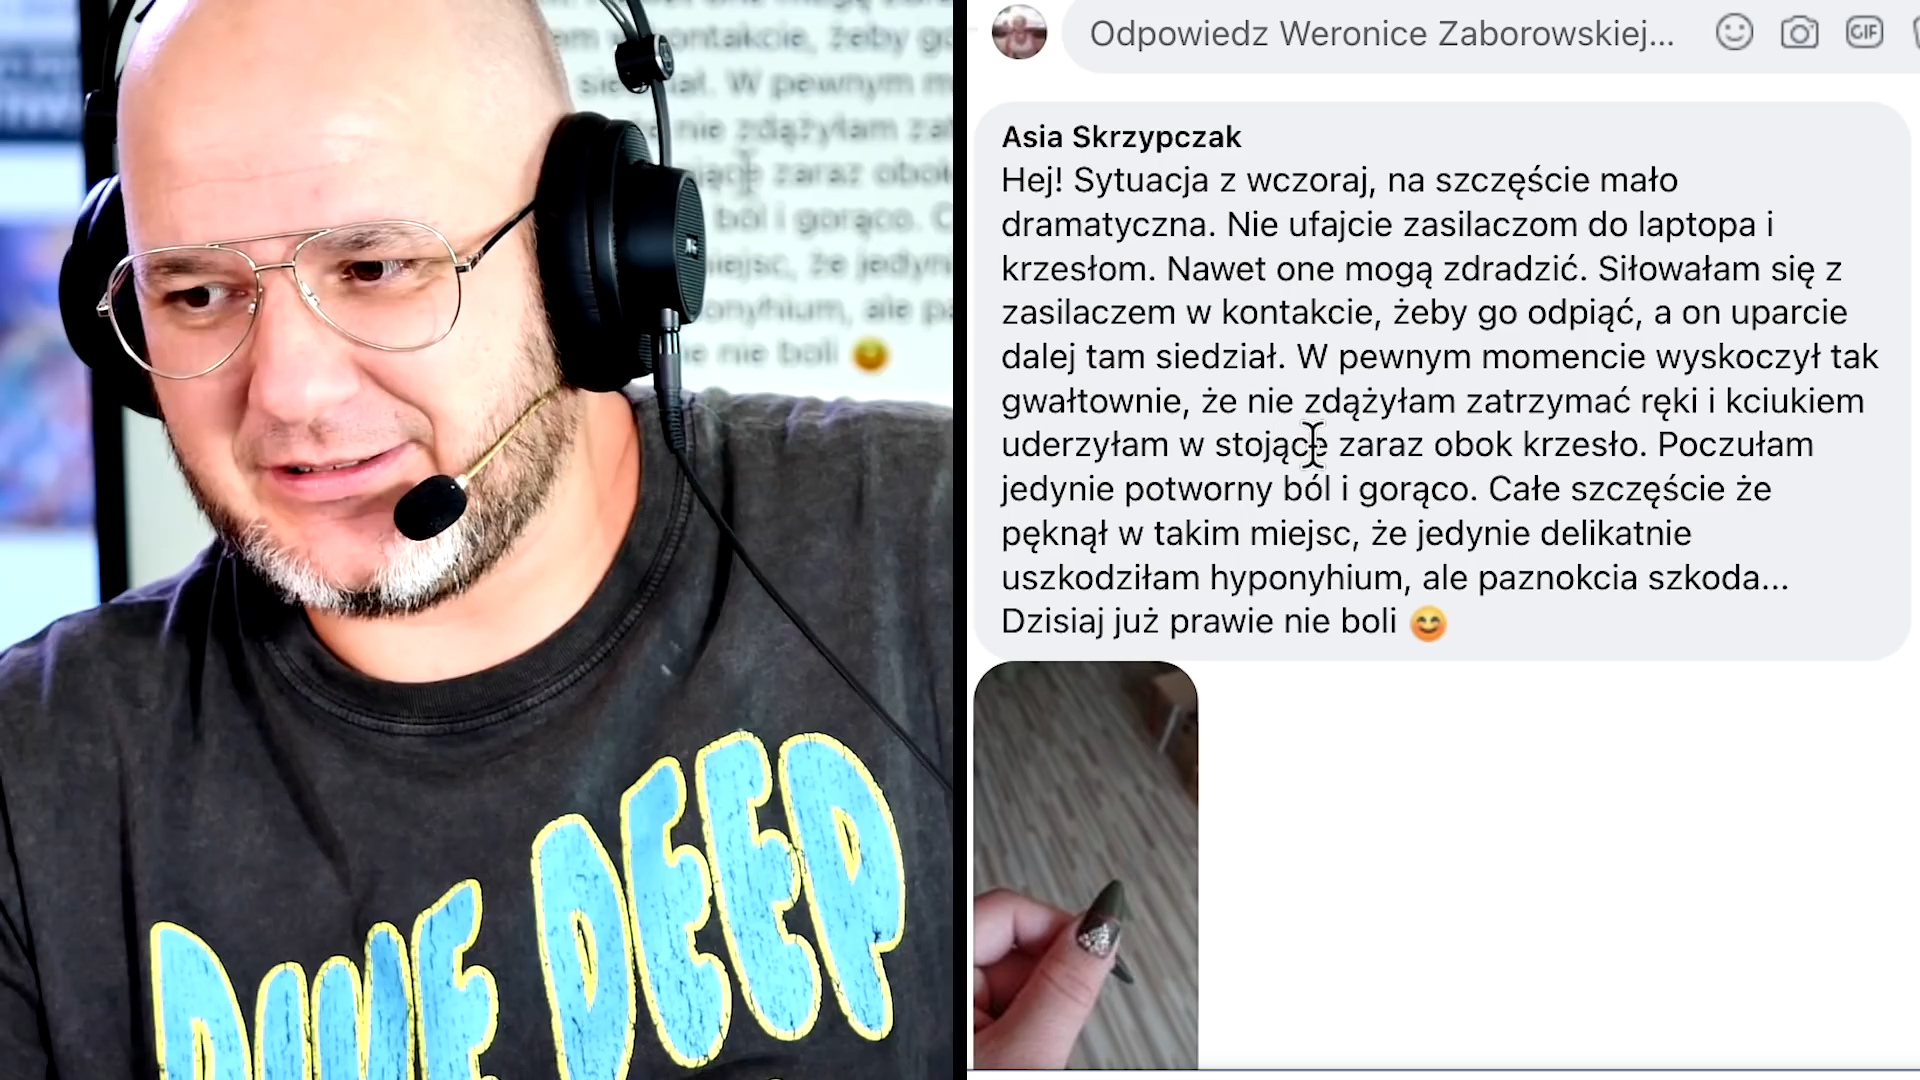 Odpowiedz Weronice Zaborowskiej...
GIF
Asia Skrzypczak
Hej! Sytuacja z wczoraj, na szczęście mało
dramatyczna. Nie ufajcie zasilaczom do laptopa i
krzesłom. Nawet one mogą zdradzić. Siłowałam się z
zasilaczem w kontakcie, żeby go odpiąć, a on uparcie
dalej tam siedział. W pewnym momencie wyskoczył tak
gwałtownie, że nie zdążyłam zatrzymać ręki i kciukiem
uderzyłam w stojące zaraz obok krzesło. Poczułam
jedynie potworny ból i gorąco. Całe szczęście że
pęknął w takim miejsc, że jedynie delikatnie
uszkodziłam hyponyhium, ale paznokcia szkoda...
Dzisiaj już prawie nie boli 😊
DIVE DEEP